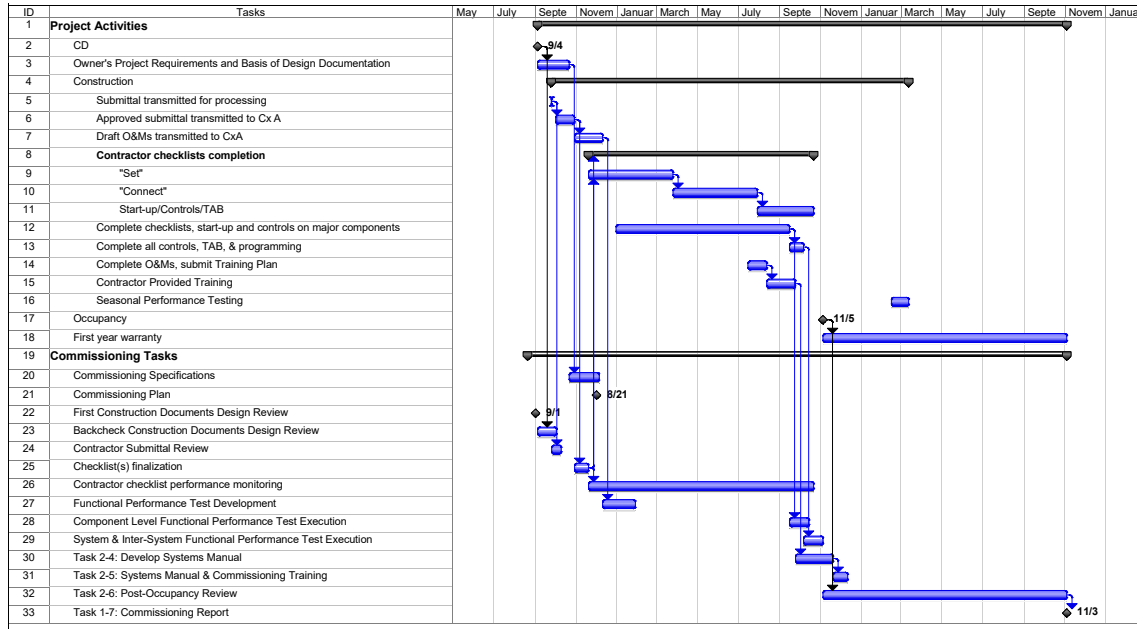 ID Tasks May July Septe Novem Januar March May July Septe Novem Januar March May July Septe Novem Janua
1 Project Activities
2 CD 9/4
3 Owner's Project Requirements and Basis of Design Documentation
4 Construction
5 Submittal transmitted for processing
6 Approved submittal transmitted to Cx A
7 Draft O&Ms transmitted to CxA
8 Contractor checklists completion
9 "Set"
10 "Connect"
11 Start-up/Controls/TAB
12 Complete checklists, start-up and controls on major components
13 Complete all controls, TAB, & programming
14 Complete O&Ms, submit Training Plan
15 Contractor Provided Training
16 Seasonal Performance Testing
17 Occupancy 11/5
18 First year warranty
19 Commissioning Tasks
20 Commissioning Specifications
21 Commissioning Plan 8/21
22 First Construction Documents Design Review 9/1
23 Backcheck Construction Documents Design Review
24 Contractor Submittal Review
25 Checklist(s) finalization
26 Contractor checklist performance monitoring
27 Functional Performance Test Development
28 Component Level Functional Performance Test Execution
29 System & Inter-System Functional Performance Test Execution
30 Task 2-4: Develop Systems Manual
31 Task 2-5: Systems Manual & Commissioning Training
32 Task 2-6: Post-Occupancy Review
33 Task 1-7: Commissioning Report 11/3